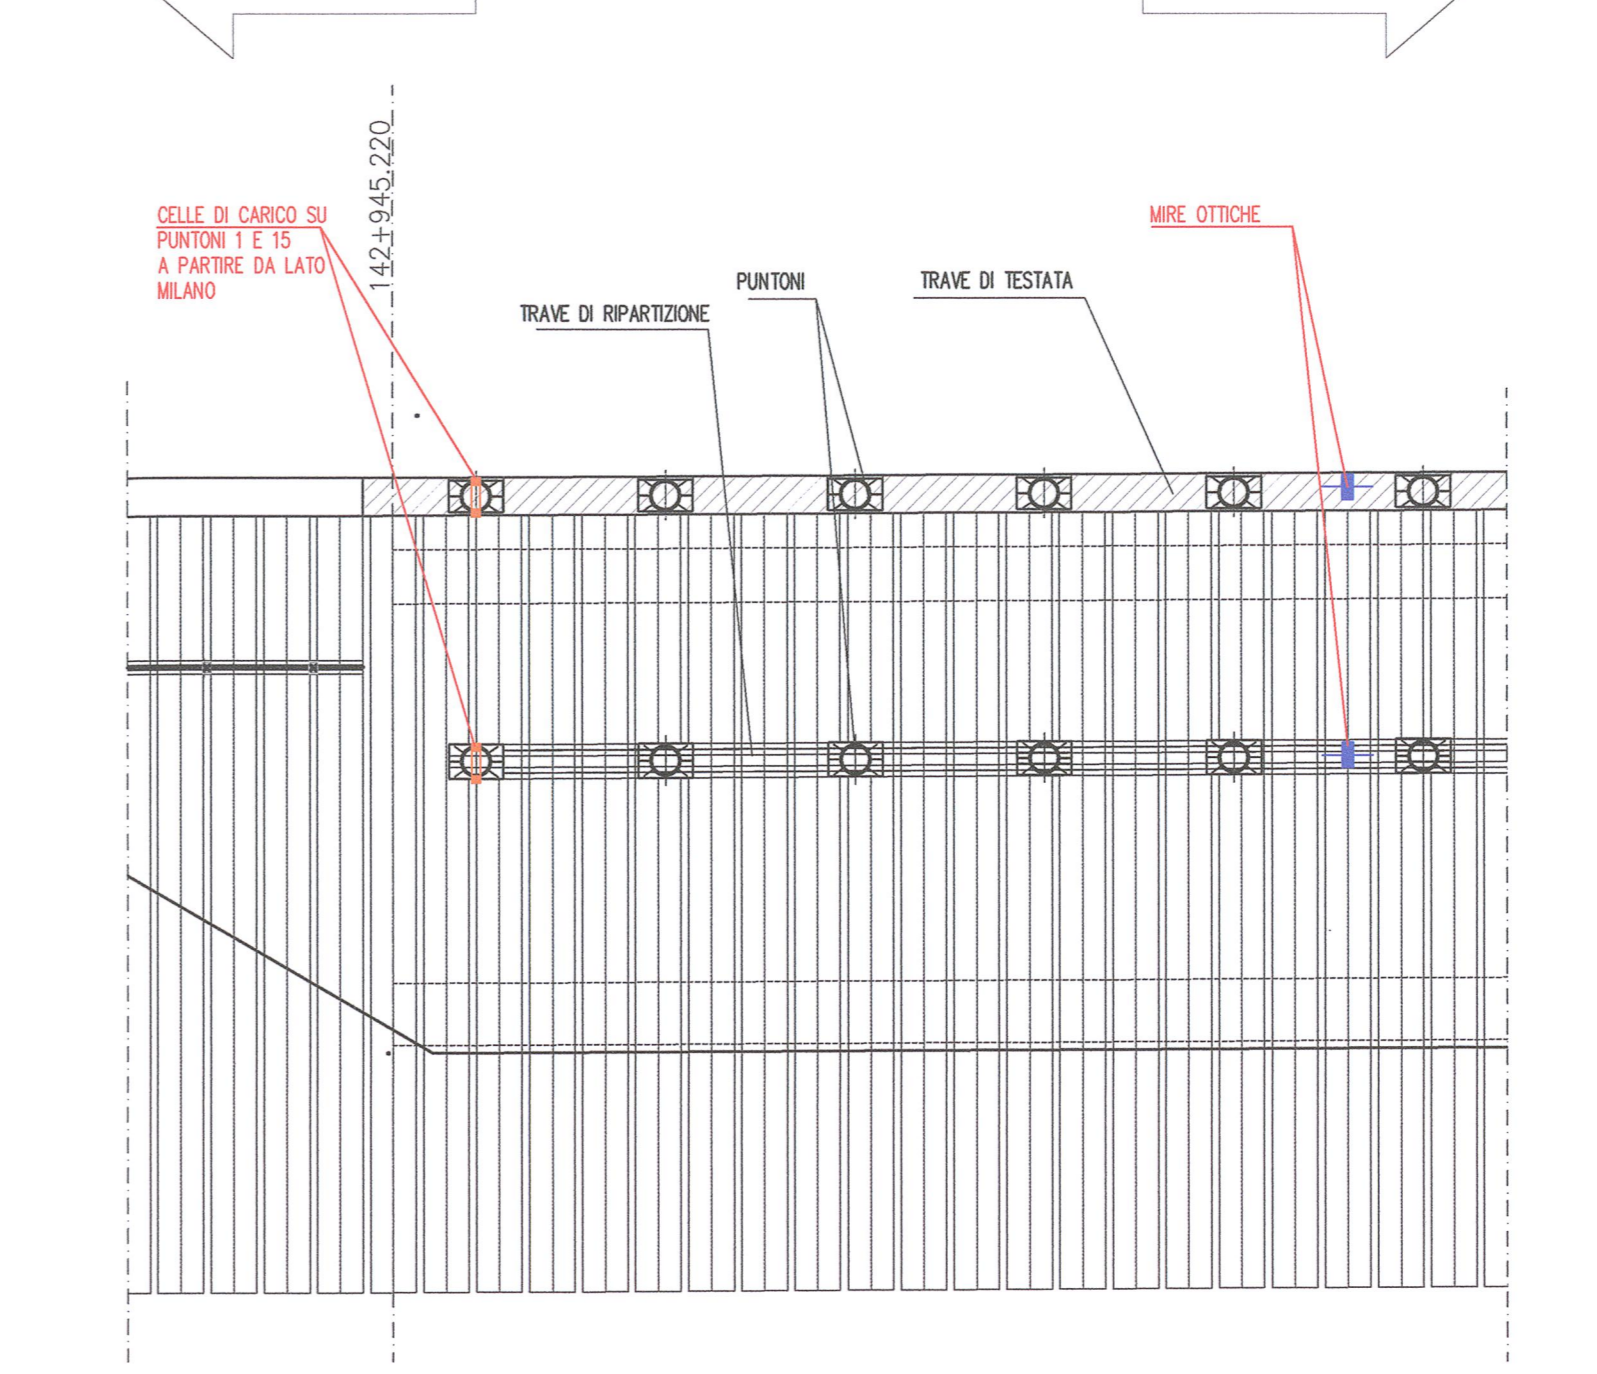 142+945.220
CELLE DI CARICO SU
PUNTONI 1 E 15
A PARTIRE DA LATO
MILANO
MIRE OTTICHE
PUNTONI
TRAVE DI TESTATA
TRAVE DI RIPARTIZIONE